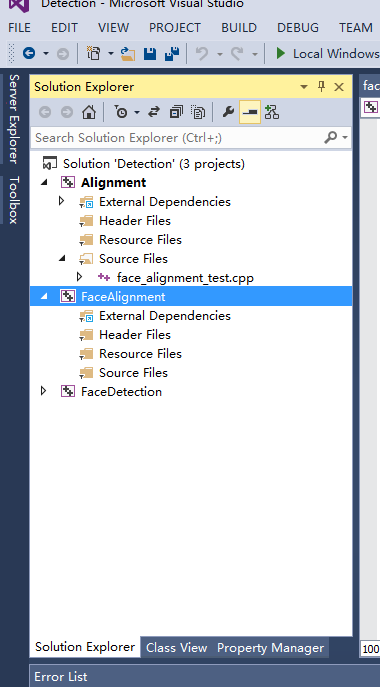 Detection - Microsoft Visual Studio
FILE EDIT VIEW PROJECT BUILD DEBUG TEAM
Local Windows
Server Explorer
Toolbox
Solution Explorer
Search Solution Explorer (Ctrl+;)
Solution 'Detection' (3 projects)
Alignment
External Dependencies
Header Files
Resource Files
Source Files
face_alignment_test.cpp
FaceAlignment
External Dependencies
Header Files
Resource Files
Source Files
FaceDetection
Solution Explorer Class View Property Manager
Error List
fac
100